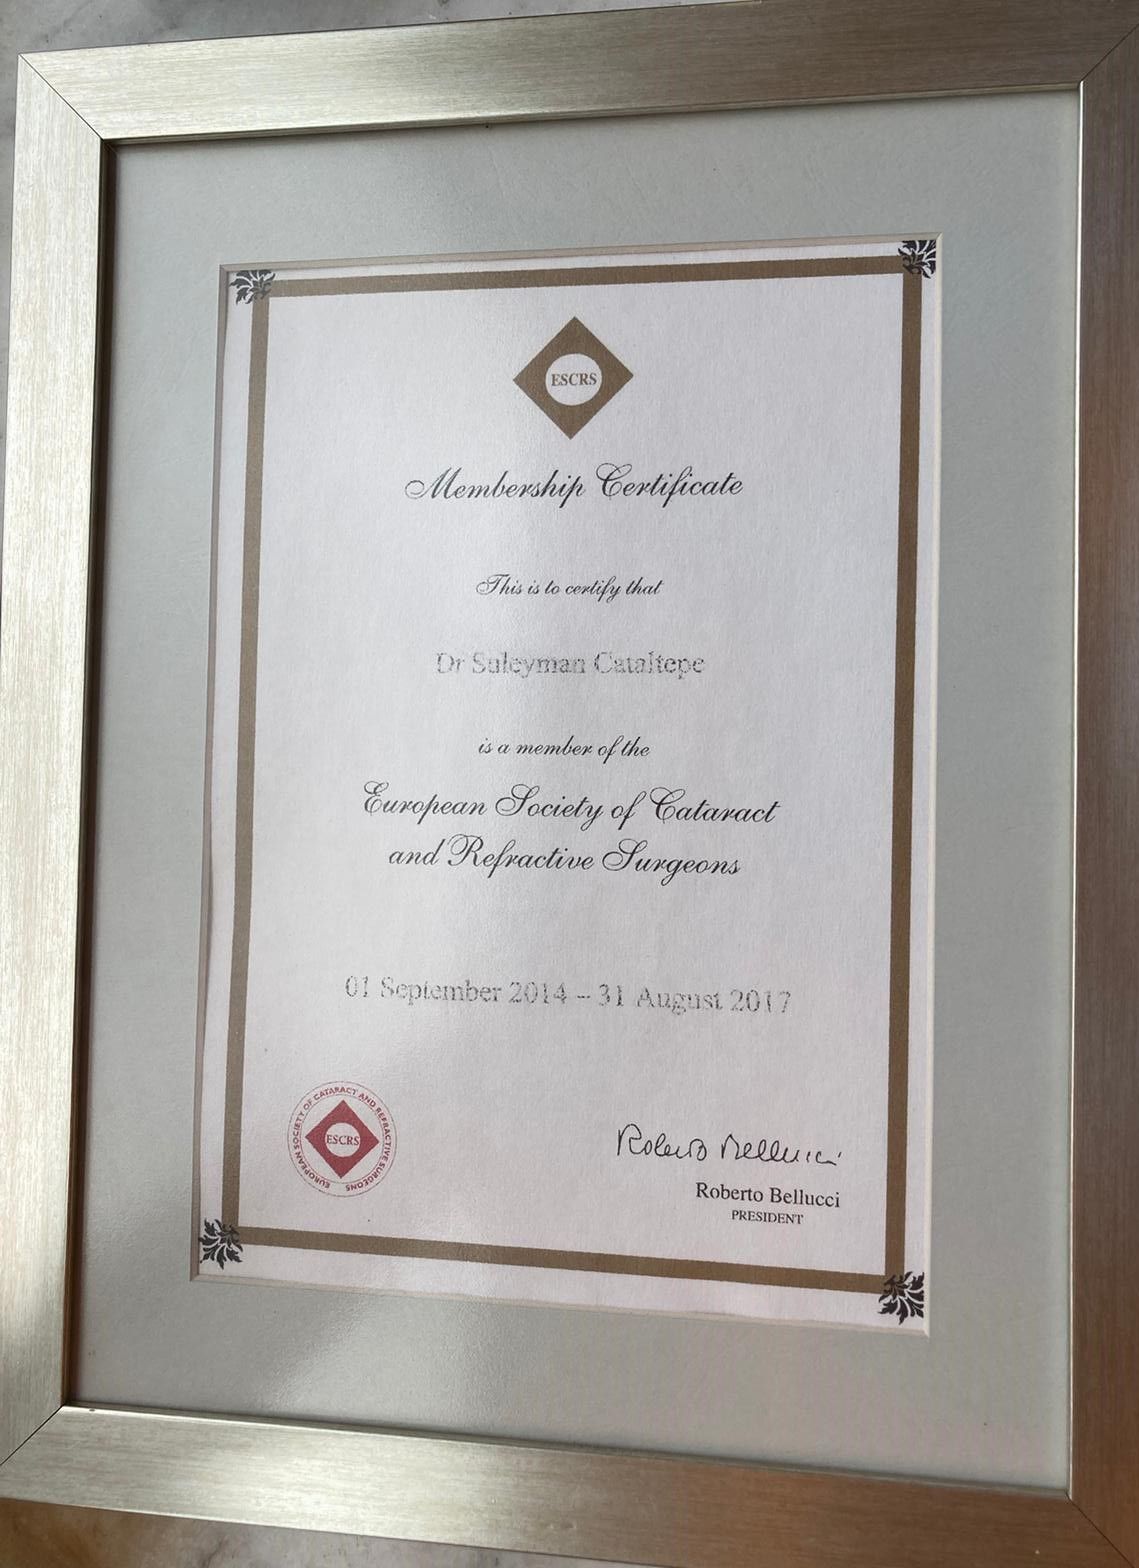 ESCRS
Membership Certificate
This is to certify that
Dr Suleyman Cataltepe
is a member of the
European Society of Cataract
and Refractive Surgeons
01 September 2014 – 31 August 2017
EUROPEAN SOCIETY OF CATARACT AND REFRACTIVE SURGEONS
ESCRS
Roberto Bellucci
Roberto Bellucci
PRESIDENT